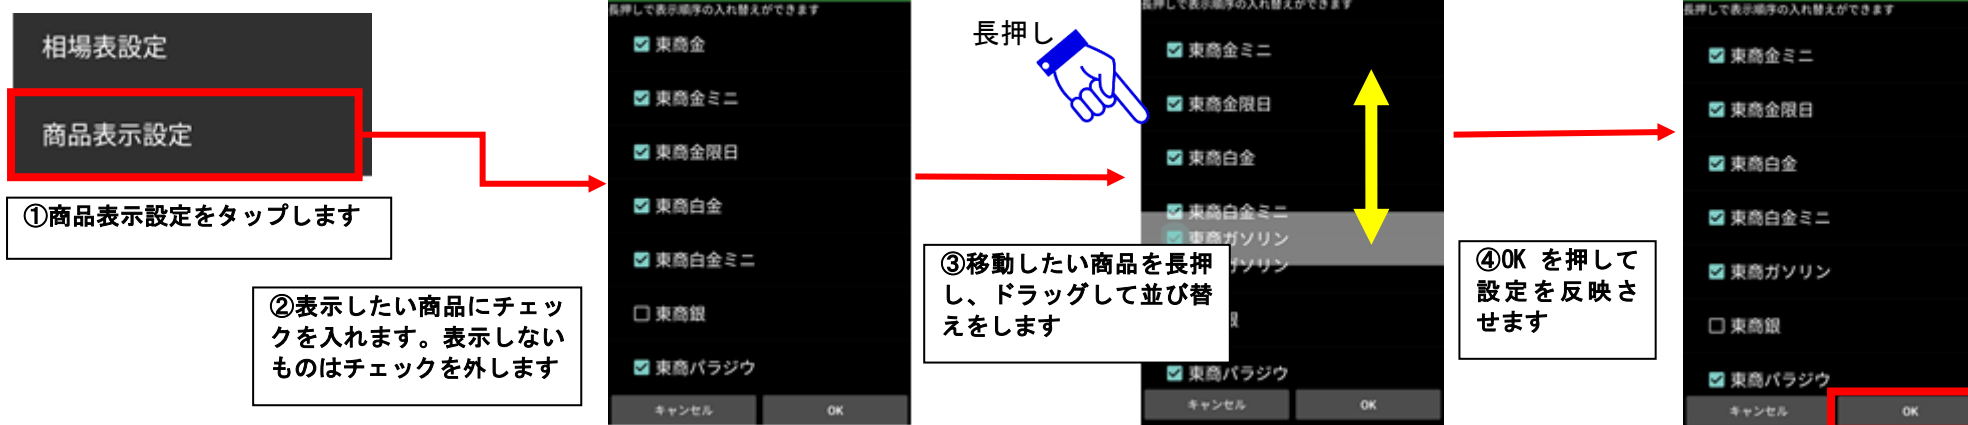 相場表設定
商品表示設定
①商品表示設定をタップします
②表示したい商品にチェッ
クを入れます。表示しない
ものはチェックを外します
長押しで表示順序の入れ替えができます
東商金
東商金ミニ
東商金限日
東商白金
東商白金ミニ
東商銀
東商パラジウ
キャンセル
OK
長押し
③移動したい商品を長押
し、ドラッグして並び替
えをします
長押しで表示順序の入れ替えができます
東商金ミニ
東商金限日
東商白金
東商白金ミニ
東商ガソリン
ガソリン
東商パラジウ
キャンセル
OK
④OK を押して
設定を反映さ
せます
長押しで表示順序の入れ替えができます
東商金ミニ
東商金限日
東商白金
東商白金ミニ
東商ガソリン
東商銀
東商パラジウ
キャンセル
OK